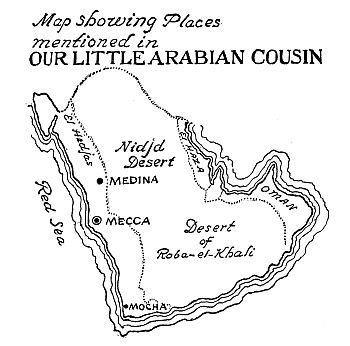 Map showing Places
mentioned in
OUR LITTLE ARABIAN COUSIN
El Hedjas
Nidjd
Desert
EL HAZA
MEDINA
OMAN
Red Sea
MECCA
Desert
of
Roba-el-Khali
MOCHA